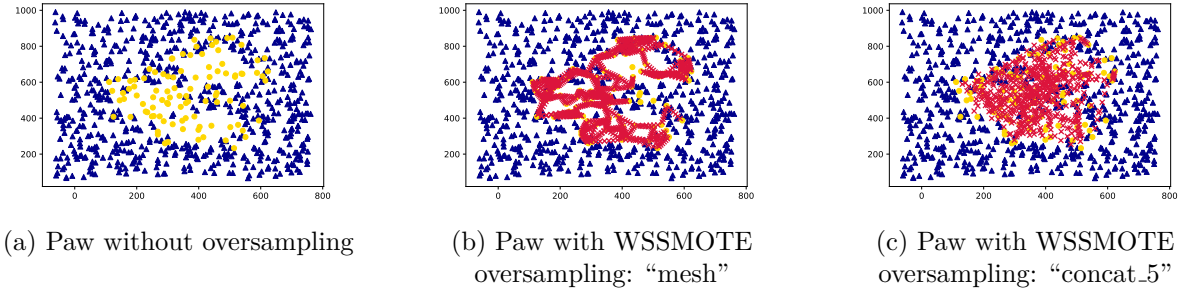 1000
800
600
400
200
0 200 400 600 800
1000
800
600
400
200
0 200 400 600 800
1000
800
600
400
200
0 200 400 600 800
(a) Paw without oversampling
(b) Paw with WSSMOTE
oversampling: “mesh”
(c) Paw with WSSMOTE
oversampling: “concat_5”